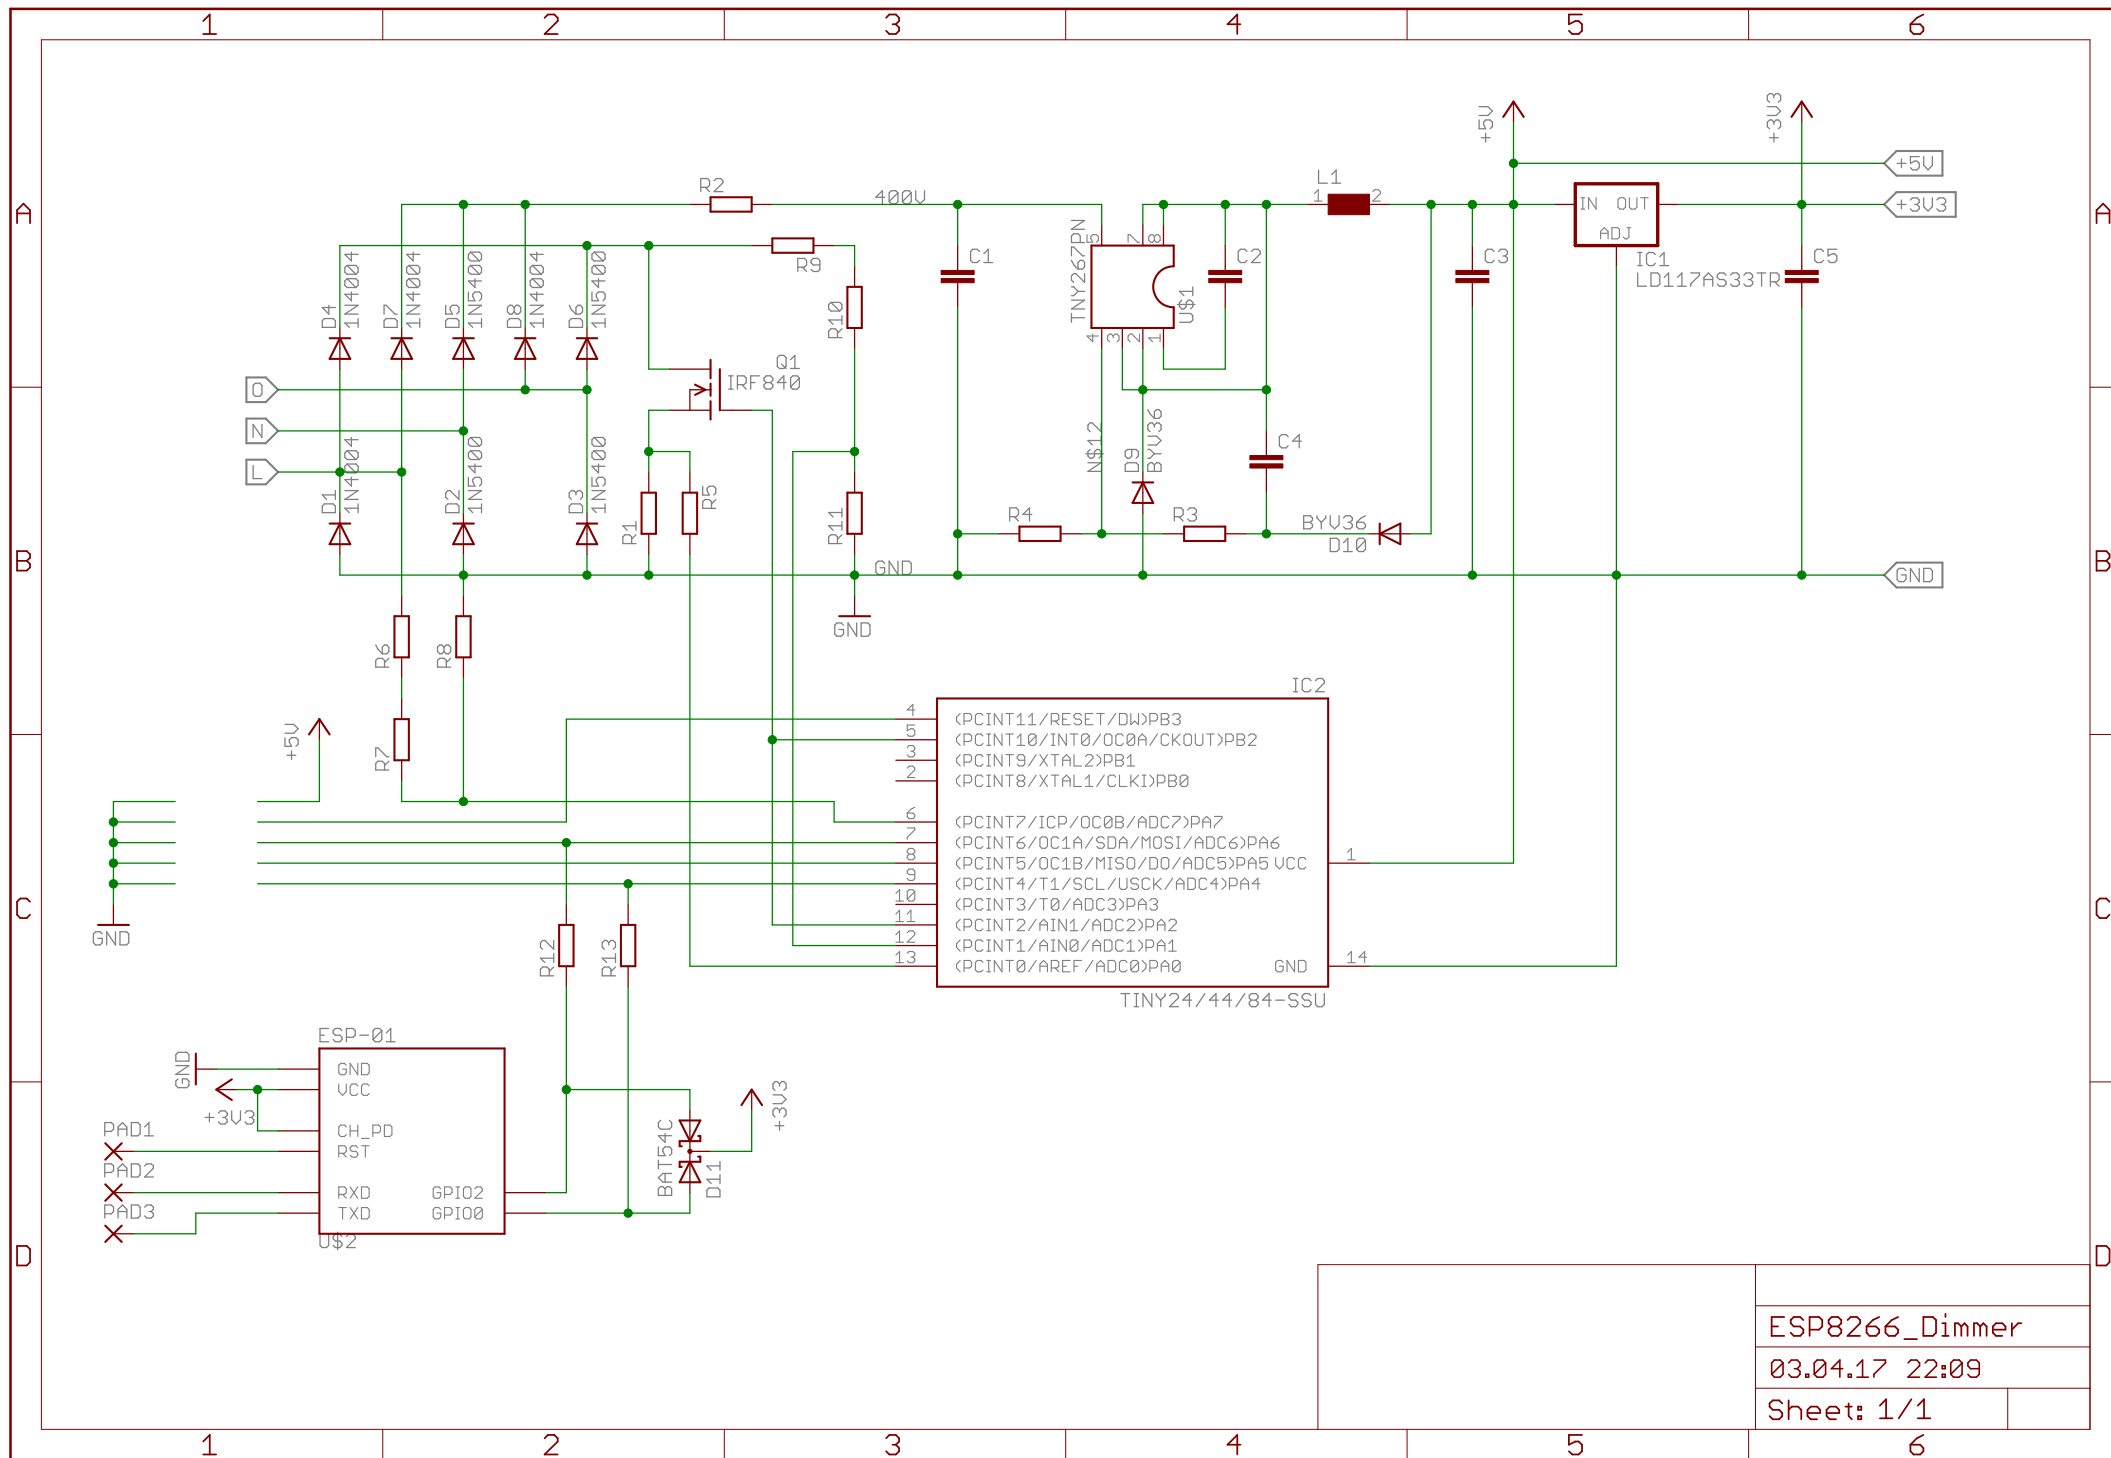 1 2 3 4 5 6
A A
B B
C C
D D
1 2 3 4 5 6
+5V
+3V3
+5V
+3V3
GND
R2
400V
R9
R10
R11
D4
1N4004
D7
1N4004
D5
1N5400
D8
1N4004
D6
1N5400
O
N
L
D1
1N4004
D2
1N5400
D3
1N5400
Q1
IRF840
R1
R5
GND
GND
C1
TNY267PN
U$1
5 7 8
4 3 2 1
C2
L1
1 2
C3
IN OUT
ADJ
IC1
LD117AS33TR
C5
N$12
D9
BYV36
C4
R4
R3
BYV36
D10
R6
R8
R7
+5V
GND
IC2
4 (PCINT11/RESET/DW)PB3
5 (PCINT10/INT0/OC0A/CKOUT)PB2
3 (PCINT9/XTAL2)PB1
2 (PCINT8/XTAL1/CLKI)PB0
6 (PCINT7/ICP/OC0B/ADC7)PA7
7 (PCINT6/OC1A/SDA/MOSI/ADC6)PA6
8 (PCINT5/OC1B/MISO/DO/ADC5)PA5 VCC 1
9 (PCINT4/T1/SCL/USCK/ADC4)PA4
10 (PCINT3/T0/ADC3)PA3
11 (PCINT2/AIN1/ADC2)PA2
12 (PCINT1/AIN0/ADC1)PA1
13 (PCINT0/AREF/ADC0)PA0 GND 14
TINY24/44/84-SSU
R12
R13
ESP-01
GND
GND
VCC
+3V3
CH_PD
RST
RXD GPIO2
TXD GPIO0
U$2
PAD1
PAD2
PAD3
BAT54C
D11
+3V3
ESP8266_Dimmer
03.04.17 22:09
Sheet: 1/1